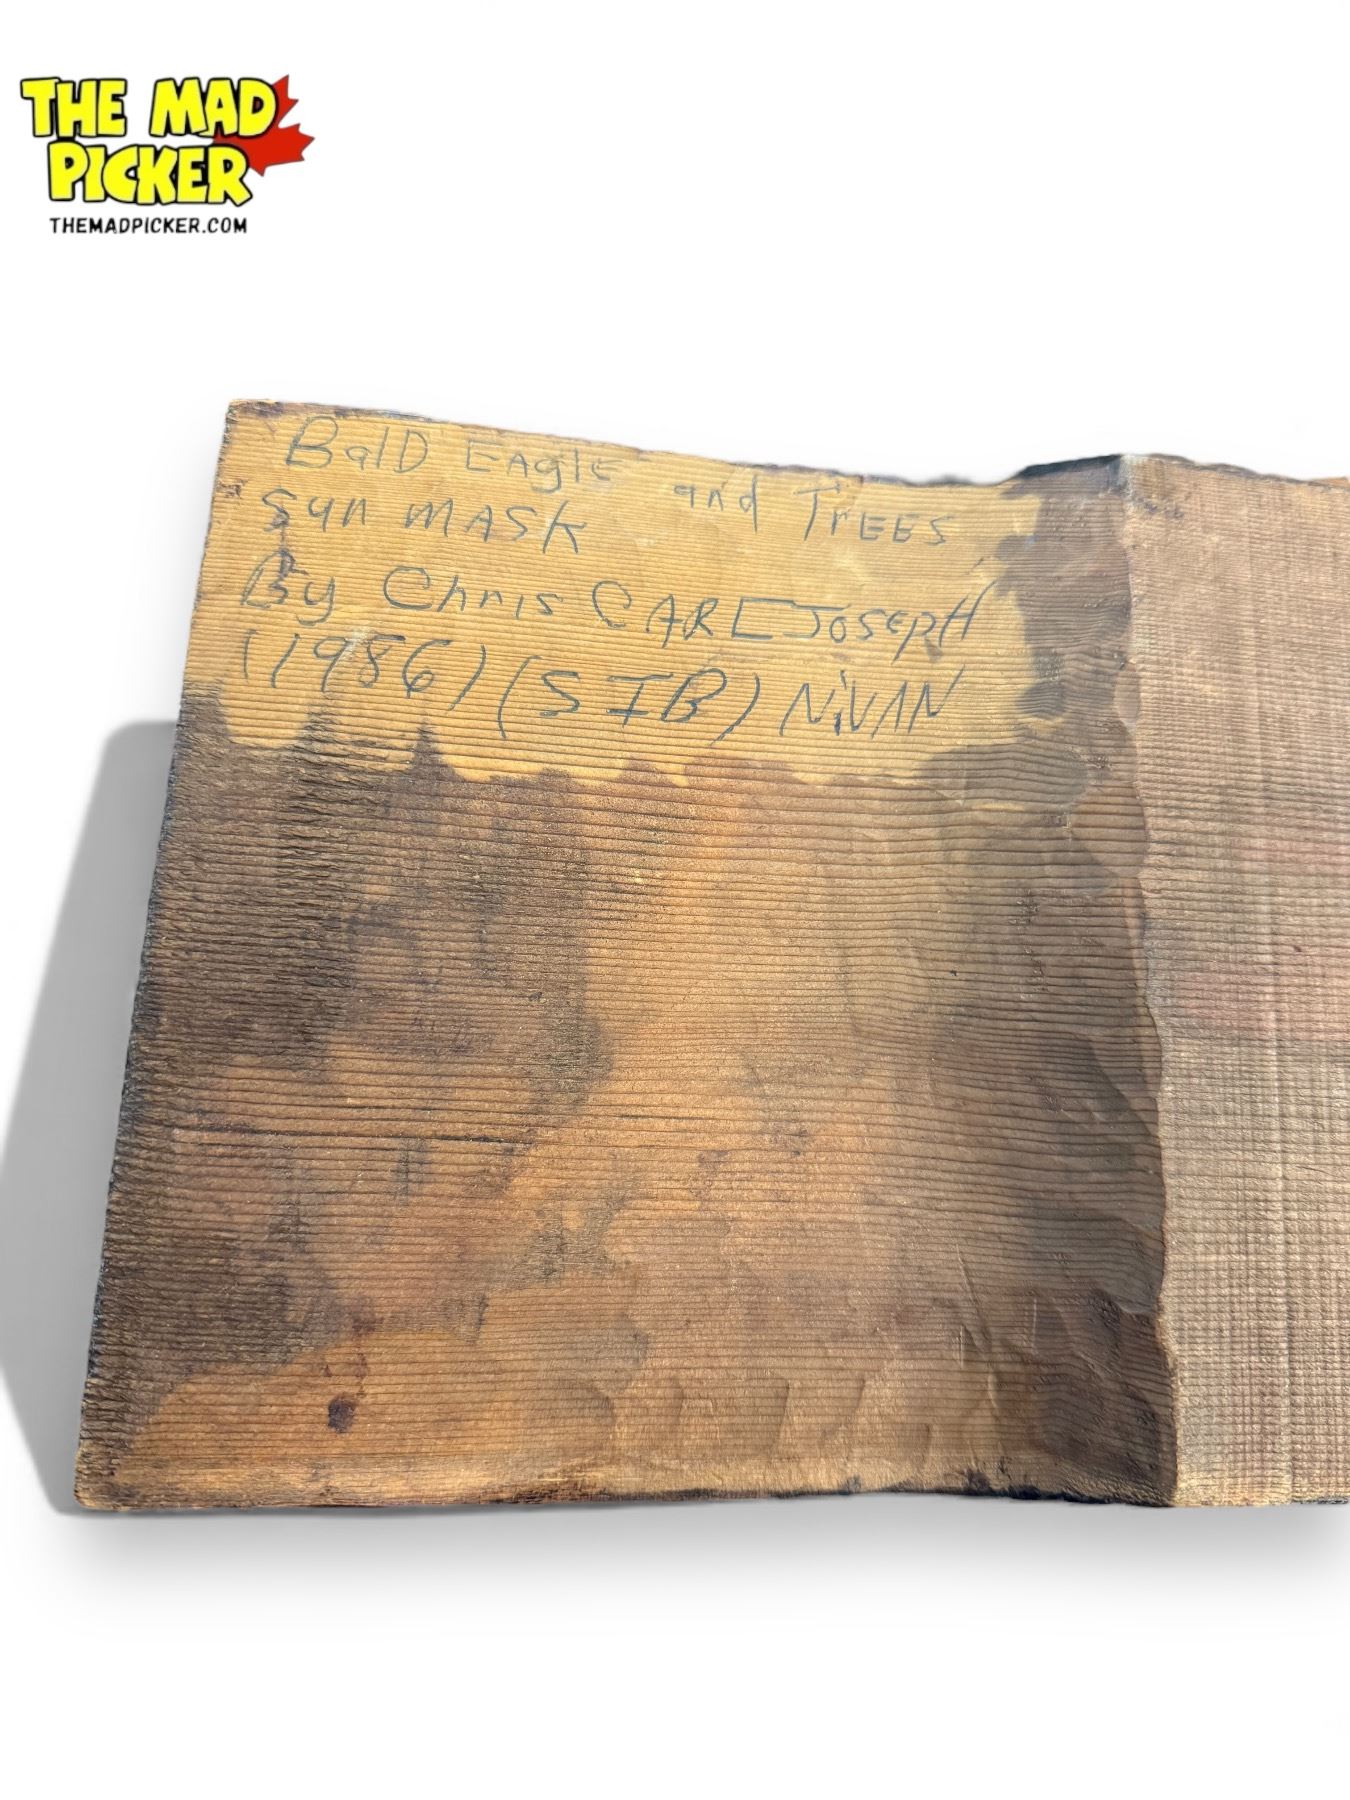 THE MAD
PICKER
THEMADPICKER.COM
BalD EAglE and TrEES
Sun mASK
By Chris CARL JOSEPH
(1986) (SIB) NiVAN